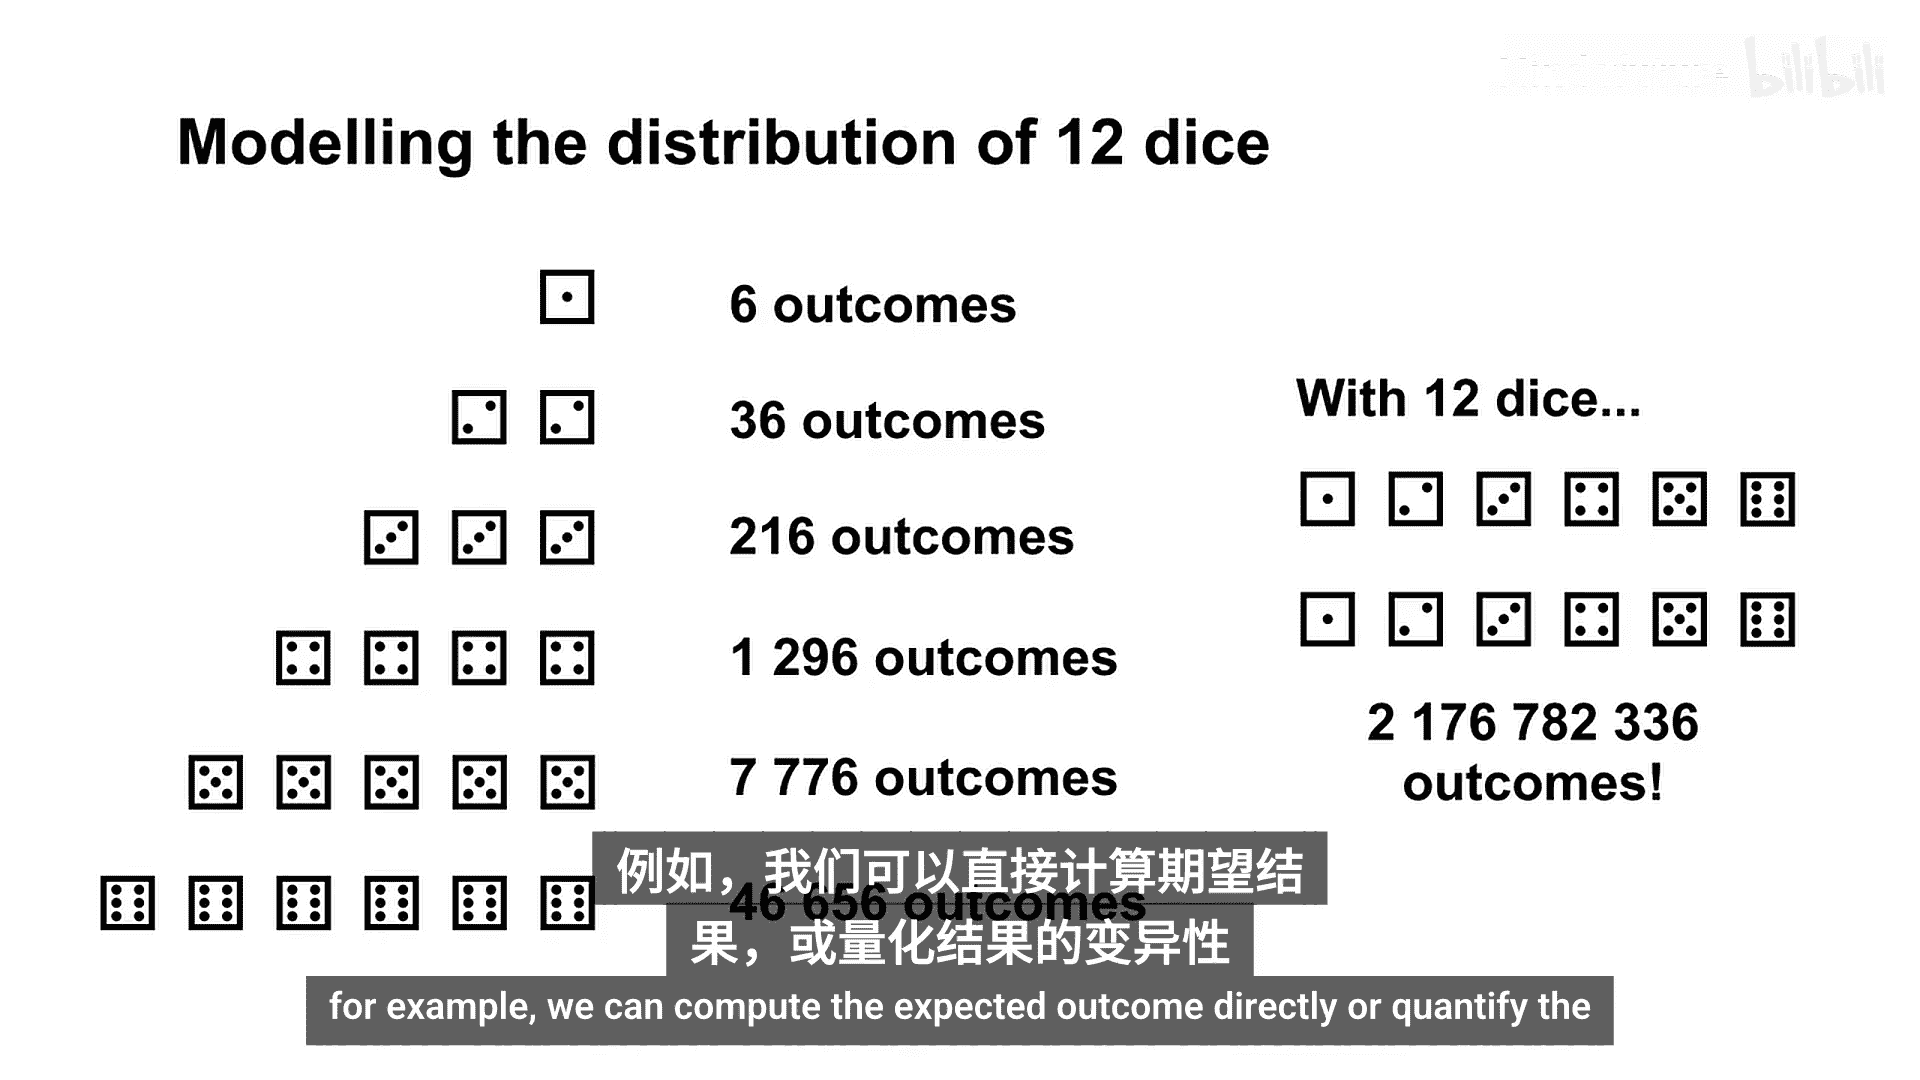 bilibili
Modelling the distribution of 12 dice
6 outcomes
36 outcomes
216 outcomes
1 296 outcomes
7 776 outcomes
46 656 outcomes
With 12 dice...
2 176 782 336
outcomes!
例如，我们可以直接计算期望结
果，或量化结果的变异性
for example, we can compute the expected outcome directly or quantify the